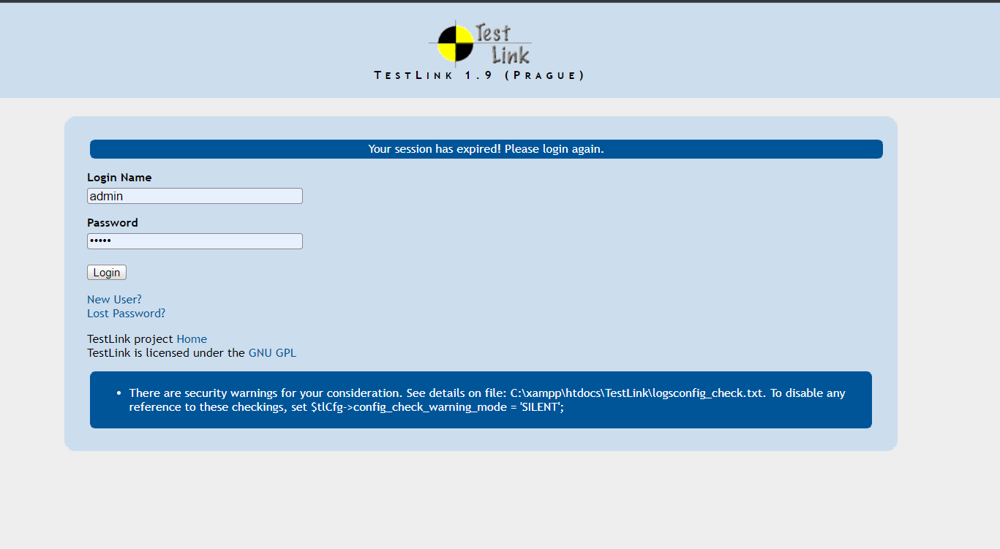 Test
Link
TestLink 1.9 (Prague)
Your session has expired! Please login again.
Login Name
admin
Password
•••••
Login
New User?
Lost Password?
TestLink project Home
TestLink is licensed under the GNU GPL
• There are security warnings for your consideration. See details on file: C:\xampp\htdocs\TestLink\logsconfig_check.txt. To disable any
reference to these checkings, set $tlCfg->config_check_warning_mode = 'SILENT';